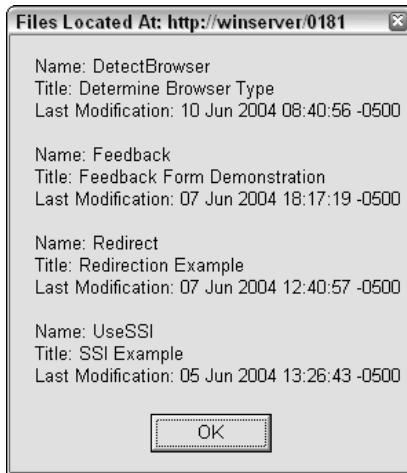 Files Located At: http://winserver/0181
Name: DetectBrowser
Title: Determine Browser Type
Last Modification: 10 Jun 2004 08:40:56 -0500
Name: Feedback
Title: Feedback Form Demonstration
Last Modification: 07 Jun 2004 18:17:19 -0500
Name: Redirect
Title: Redirection Example
Last Modification: 07 Jun 2004 12:40:57 -0500
Name: UseSSI
Title: SSI Example
Last Modification: 05 Jun 2004 13:26:43 -0500
OK